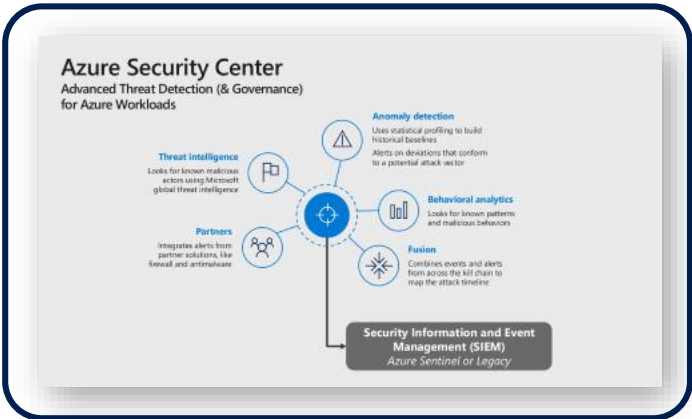 Azure Security Center
Advanced Threat Detection (& Governance)
for Azure Workloads
Anomaly detection
Uses statistical profiling to build
historical baselines
Alerts on deviations that conform
to a potential attack vector
Threat intelligence
Looks for known malicious
actors using Microsoft
global threat intelligence
Behavioral analytics
Looks for known patterns
and malicious behaviors
Partners
Integrates alerts from
partner solutions, like
firewall and antimalware
Fusion
Combines events and alerts
from across the kill chain to
map the attack timeline
Security Information and Event
Management (SIEM)
Azure Sentinel or Legacy